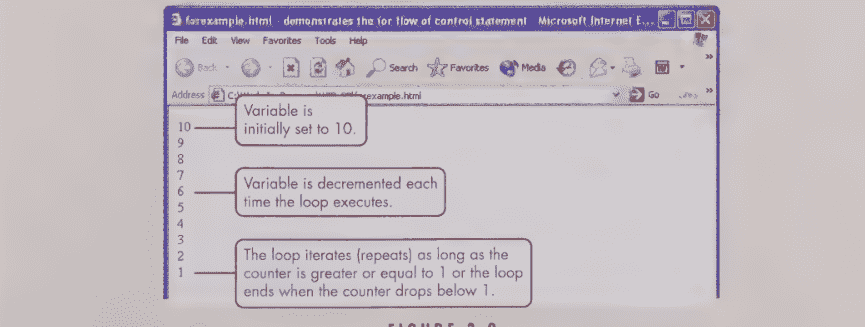 forexample.html - demonstrates the for flow of control statement Microsoft Internet E...
File Edit View Favorites Tools Help
Back Search Favorites Media
Address C:\ example.html Go
Variable is
initially set to 10.
10
9
8
7
Variable is decremented each
6
time the loop executes.
5
4
3
2
The loop iterates (repeats) as long as the
1
counter is greater or equal to 1 or the loop
ends when the counter drops below 1.